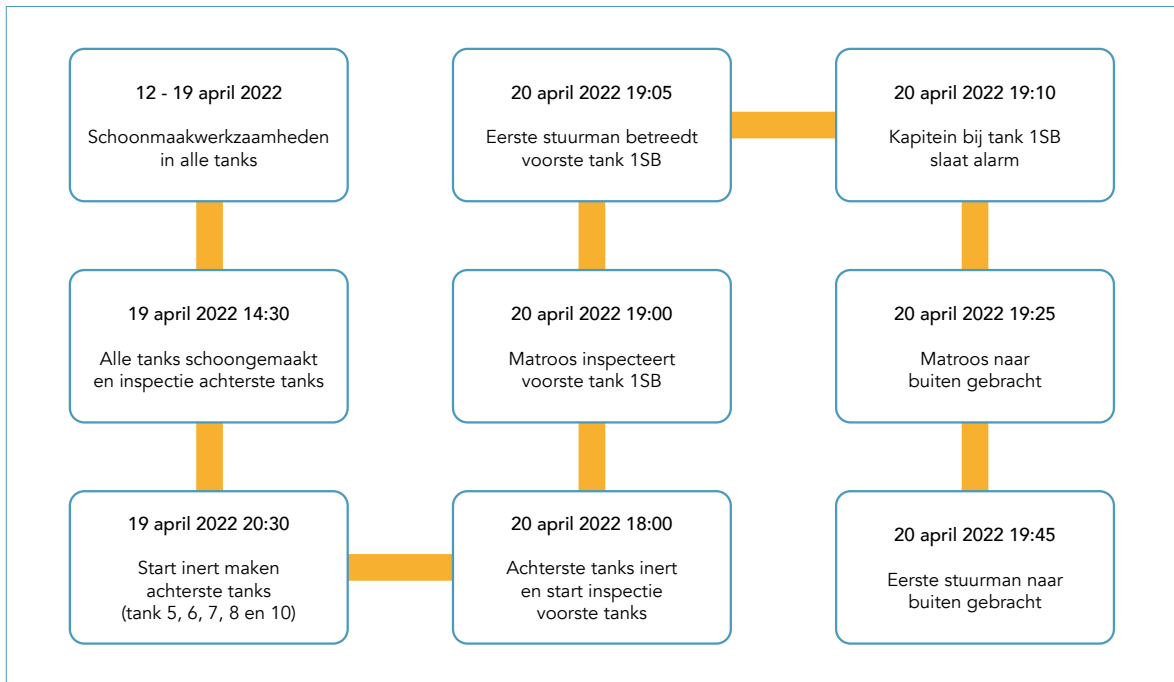 12 - 19 april 2022
Schoonmaakwerkzaamheden
in alle tanks
19 april 2022 14:30
Alle tanks schoongemaakt
en inspectie achterste tanks
19 april 2022 20:30
Start inert maken
achterste tanks
(tank 5, 6, 7, 8 en 10)
20 april 2022 18:00
Achterste tanks inert
en start inspectie
voorste tanks
20 april 2022 19:00
Matroos inspecteert
voorste tank 1SB
20 april 2022 19:05
Eerste stuurman betreedt
voorste tank 1SB
20 april 2022 19:10
Kapitein bij tank 1SB
slaat alarm
20 april 2022 19:25
Matroos naar
buiten gebracht
20 april 2022 19:45
Eerste stuurman naar
buiten gebracht